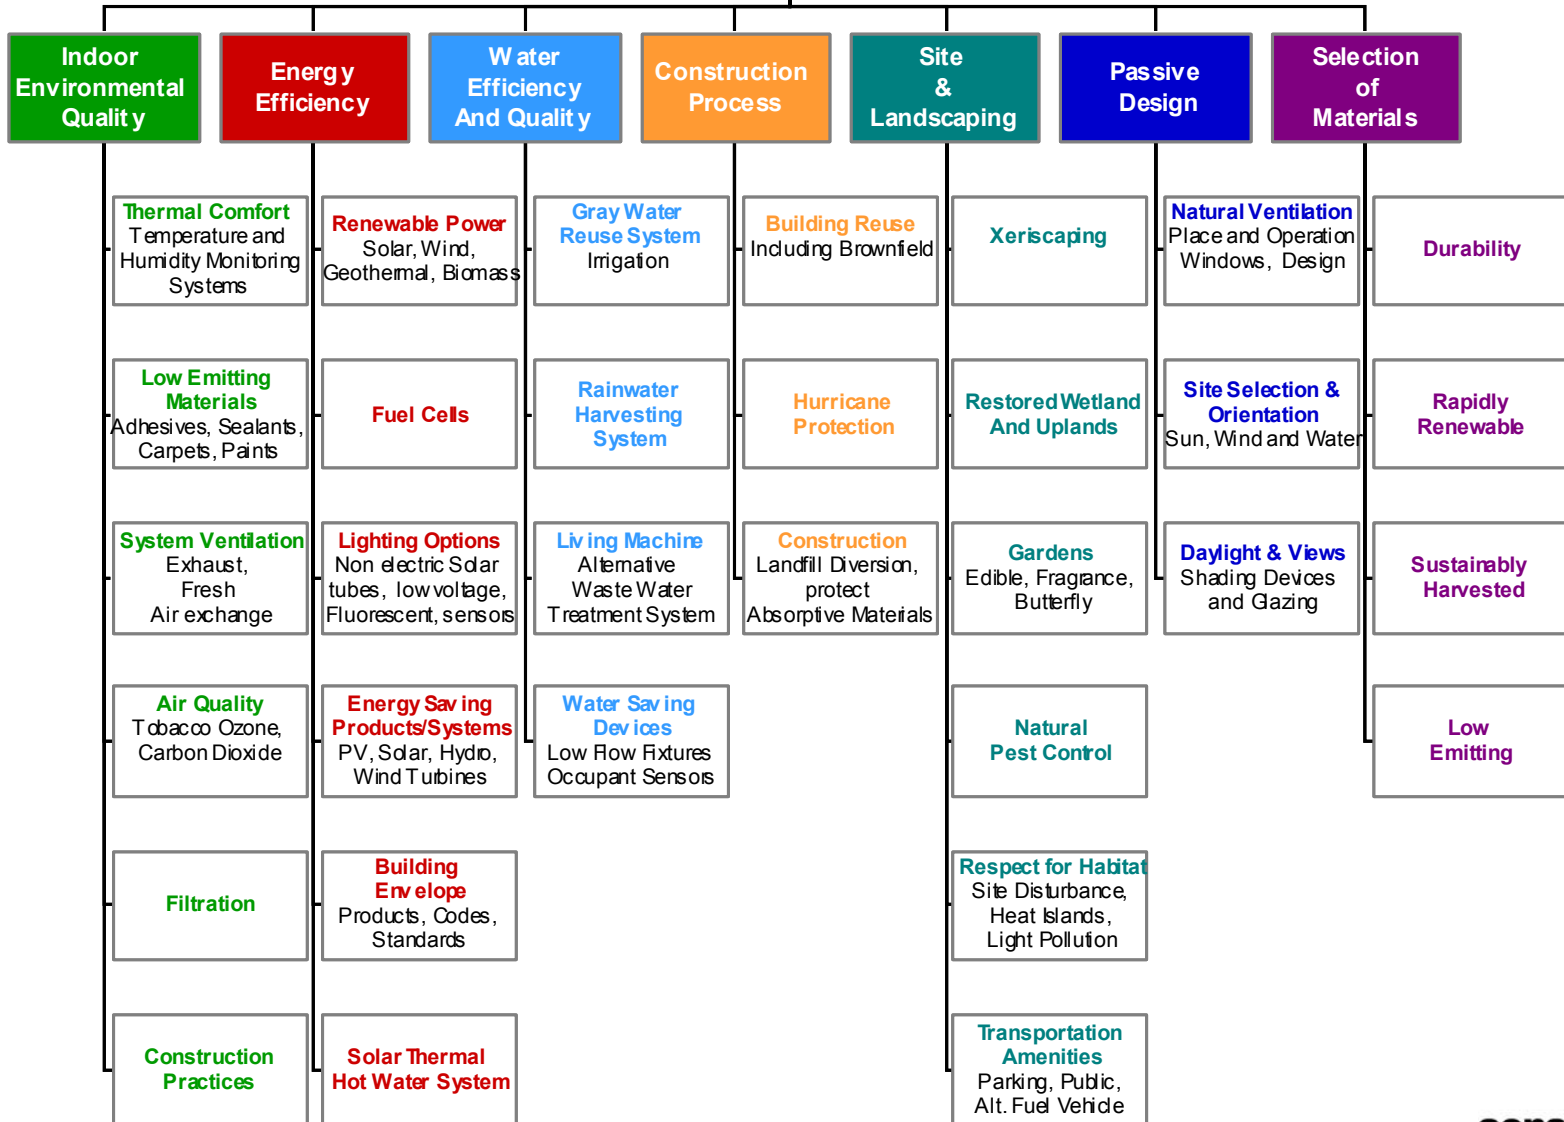 Indoor
Environmental
Quality
Energy
Efficiency
Water
Efficiency
And Quality
Construction
Process
Site
&
Landscaping
Passive
Design
Selection
of
Materials
Thermal Comfort
Temperature and
Humidity Monitoring
Systems
Low Emitting
Materials
Adhesives, Sealants,
Carpets, Paints
System Ventilation
Exhaust,
Fresh
Air exchange
Air Quality
Tobacco Ozone,
Carbon Dioxide
Filtration
Construction
Practices
Renewable Power
Solar, Wind,
Geothermal, Biomass
Fuel Cells
Lighting Options
Non electric Solar
tubes, low voltage,
Fluorescent, sensors
Energy Saving
Products/Systems
PV, Solar, Hydro,
Wind Turbines
Building
Envelope
Products, Codes,
Standards
Solar Thermal
Hot Water System
Gray Water
Reuse System
Irrigation
Rainwater
Harvesting
System
Living Machine
Alternative
Waste Water
Treatment System
Water Saving
Devices
Low Flow Fixtures
Occupant Sensors
Building Reuse
Including Brownfield
Hurricane
Protection
Construction
Landfill Diversion,
protect
Absorptive Materials
Xeriscaping
Restored Wetland
And Uplands
Gardens
Edible, Fragrance,
Butterfly
Natural
Pest Control
Respect for Habitat
Site Disturbance,
Heat Islands,
Light Pollution
Transportation
Amenities
Parking, Public,
Alt. Fuel Vehicle
Natural Ventilation
Place and Operation
Windows, Design
Site Selection &
Orientation
Sun, Wind and Water
Daylight & Views
Shading Devices
and Glazing
Durability
Rapidly
Renewable
Sustainably
Harvested
Low
Emitting